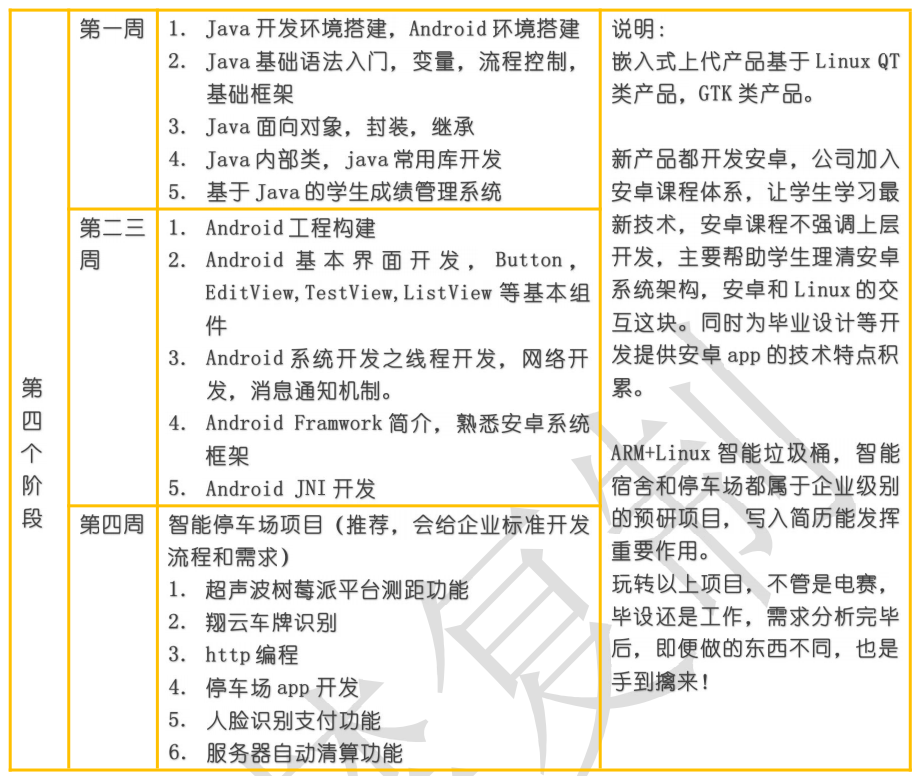 第
四
个
阶
段
第一周
1. Java 开发环境搭建，Android 环境搭建
2. Java 基础语法入门，变量，流程控制，
基础框架
3. Java 面向对象，封装，继承
4. Java 内部类，java 常用库开发
5. 基于 Java 的学生成绩管理系统
第二三
周
1. Android 工程构建
2. Android 基本界面开发，Button，
EditView,TestView,ListView 等基本组
件
3. Android 系统开发之线程开发，网络开
发，消息通知机制。
4. Android Framwork 简介，熟悉安卓系统
框架
5. Android JNI 开发
第四周
智能停车场项目（推荐，会给企业标准开发
流程和需求）
1. 超声波树莓派平台测距功能
2. 翔云车牌识别
3. http 编程
4. 停车场 app 开发
5. 人脸识别支付功能
6. 服务器自动清算功能
说明：
嵌入式上代产品基于 Linux QT
类产品，GTK 类产品。
新产品都开发安卓，公司加入
安卓课程体系，让学生学习最
新技术，安卓课程不强调上层
开发，主要帮助学生理清安卓
系统架构，安卓和 Linux 的交
互这块。同时为毕业设计等开
发提供安卓 app 的技术特点积
累。
ARM+Linux 智能垃圾桶，智能
宿舍和停车场都属于企业级别
的预研项目，写入简历能发挥
重要作用。
玩转以上项目，不管是电赛，
毕设还是工作，需求分析完毕
后，即便做的东西不同，也是
手到擒来！
复制